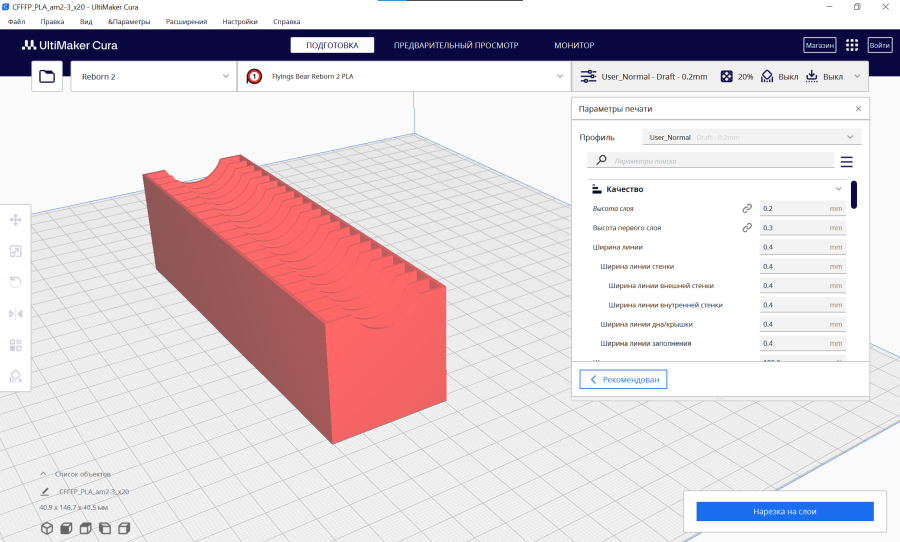 CFFFP_PLA_am2-3_x20 - UltiMaker Cura
Файл Правка Вид &Параметры Расширения Настройки Справка
UltiMaker Cura ПОДГОТОВКА ПРЕДВАРИТЕЛЬНЫЙ ПРОСМОТР МОНИТОР Магазин Войти
Reborn 2 1 Flyings Bear Reborn 2 PLA User_Normal - Draft - 0.2mm 20% Выкл Выкл
Параметры печати
Профиль User_Normal - Draft - 0.2mm
Параметры поиска
Качество
Высота слоя 0.2 mm
Высота первого слоя 0.3 mm
Ширина линии 0.4 mm
Ширина линии стенки 0.4 mm
Ширина линии внешней стенки 0.4 mm
Ширина линии внутренней стенки 0.4 mm
Ширина линии дна/крышки 0.4 mm
Ширина линии заполнения 0.4 mm
Рекомендован
Список объектов
CFFFP_PLA_am2-3_x20
40.9 x 146.7 x 40.5 мм
Нарезка на слои